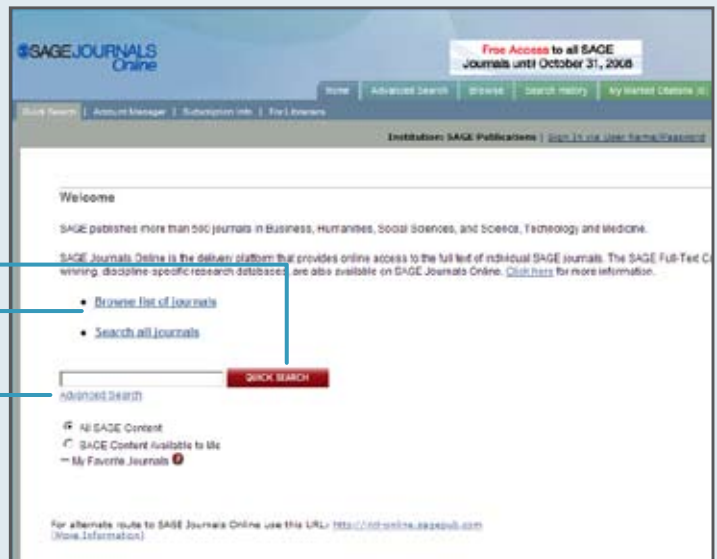 SAGE JOURNALS
Online
Free Access to all SAGE
Journals until October 31, 2008
Home | Advanced Search | Browse | Search History | My Marked Citations (0)
Quick Search | Account Manager | Subscription Info | For Librarians
Institution: SAGE Publications | Sign In via User Name/Password
Welcome
SAGE publishes more than 500 journals in Business, Humanities, Social Sciences, and Science, Technology and Medicine.
SAGE Journals Online is the delivery platform that provides online access to the full text of individual SAGE journals. The SAGE Full-Text
winning, discipline-specific research databases, are also available on SAGE Journals Online. Click here for more information.
• Browse list of journals
• Search all journals
QUICK SEARCH
Advanced Search
All SAGE Content
SAGE Content Available to Me
My Favorite Journals
For alternate route to SAGE Journals Online use this URL:
(More Information)